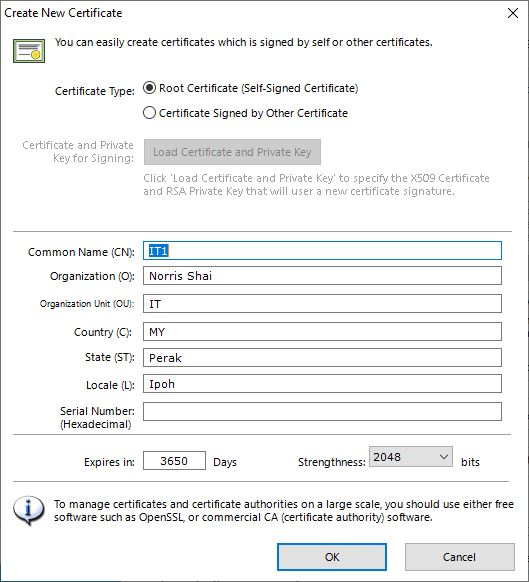 Create New Certificate
You can easily create certificates which is signed by self or other certificates.
Certificate Type:
Root Certificate (Self-Signed Certificate)
Certificate Signed by Other Certificate
Certificate and Private
Key for Signing:
Load Certificate and Private Key
Click 'Load Certificate and Private Key' to specify the X509 Certificate
and RSA Private Key that will user a new certificate signature.
Common Name (CN): IT1
Organization (O): Norris Shai
Organization Unit (OU): IT
Country (C): MY
State (ST): Perak
Locale (L): Ipoh
Serial Number:
(Hexadecimal)
Expires in: 3650 Days Strengthness: 2048 bits
To manage certificates and certificate authorities on a large scale, you should use either free
software such as OpenSSL, or commercial CA (certificate authority) software.
OK Cancel